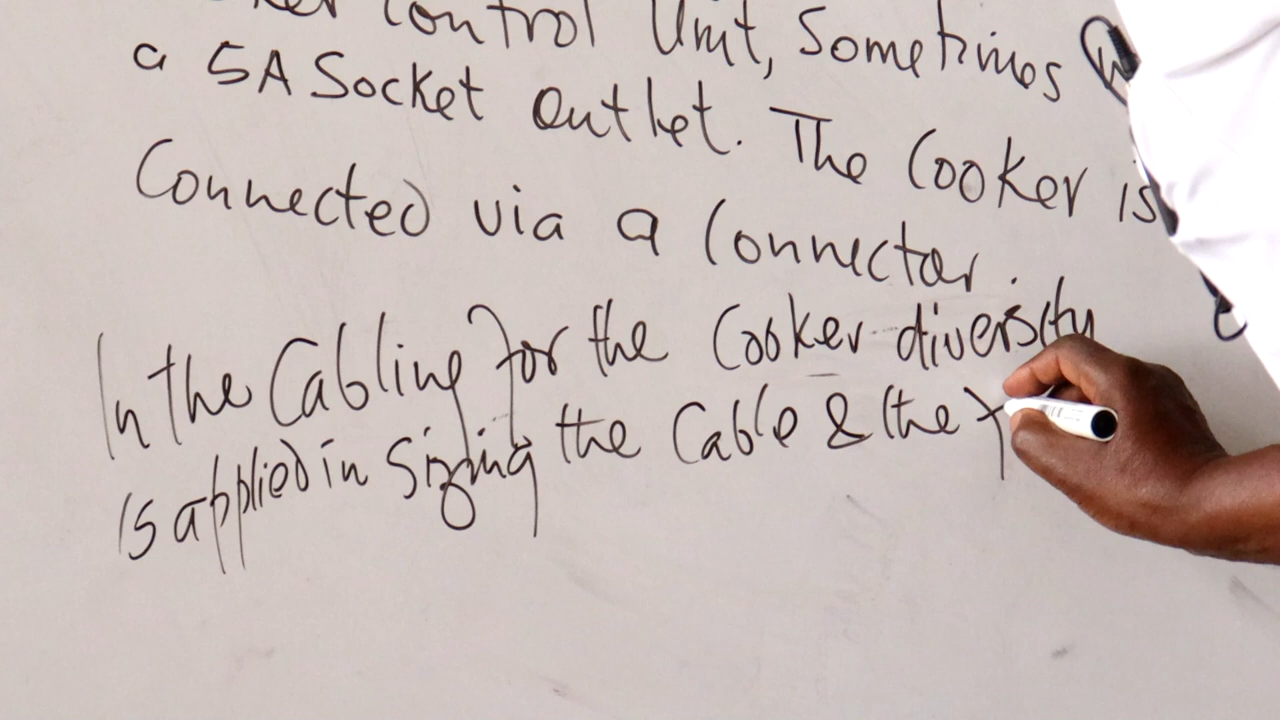 Control Unit, Sometimes
a 5A Socket Outlet. The Cooker is
Connected via a Connector.
In the Cabling for the Cooker diversity
is applied in Sizing the Cable & the